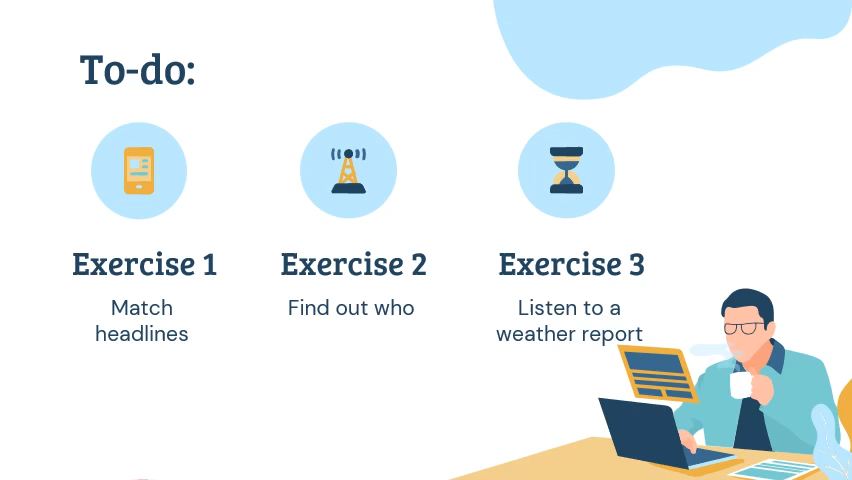 To-do:
Exercise 1
Match
headlines
Exercise 2
Find out who
Exercise 3
Listen to a
weather report